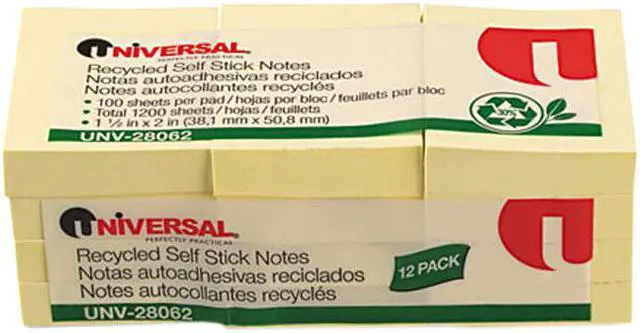 UNIVERSAL®
PERFECTLY PRACTICAL
Recycled Self Stick Notes
Notas autoadhesivas reciclados
Notes autocollantes recyclés
• 100 sheets per pad/hojas por bloc/feuillets par bloc
• Total 1200 sheets/hojas/feuillets
• 1 ½ in x 2 in (38,1 mm x 50,8 mm)
UNV-28062
30%
UNIVERSAL®
PERFECTLY PRACTICAL
Recycled Self Stick Notes
Notas autoadhesivas reciclados
Notes autocollantes recyclés
12 PACK
UNV-28062